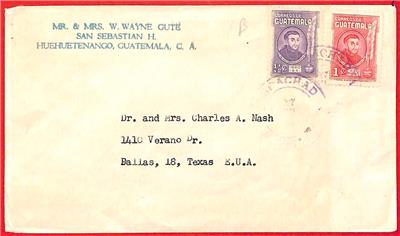 MR. & MRS. W. WAYNE GUTE
SAN SEBASTIAN H.
HUEHUETENANGO, GUATEMALA, C. A.
CORREOS DE
GUATEMALA
CORREOS DE
GUATEMALA
1
Dr. and Mrs. Charles A. Nash
1410 Verano Dr.
Dallas, 18, Texas E.U.A.